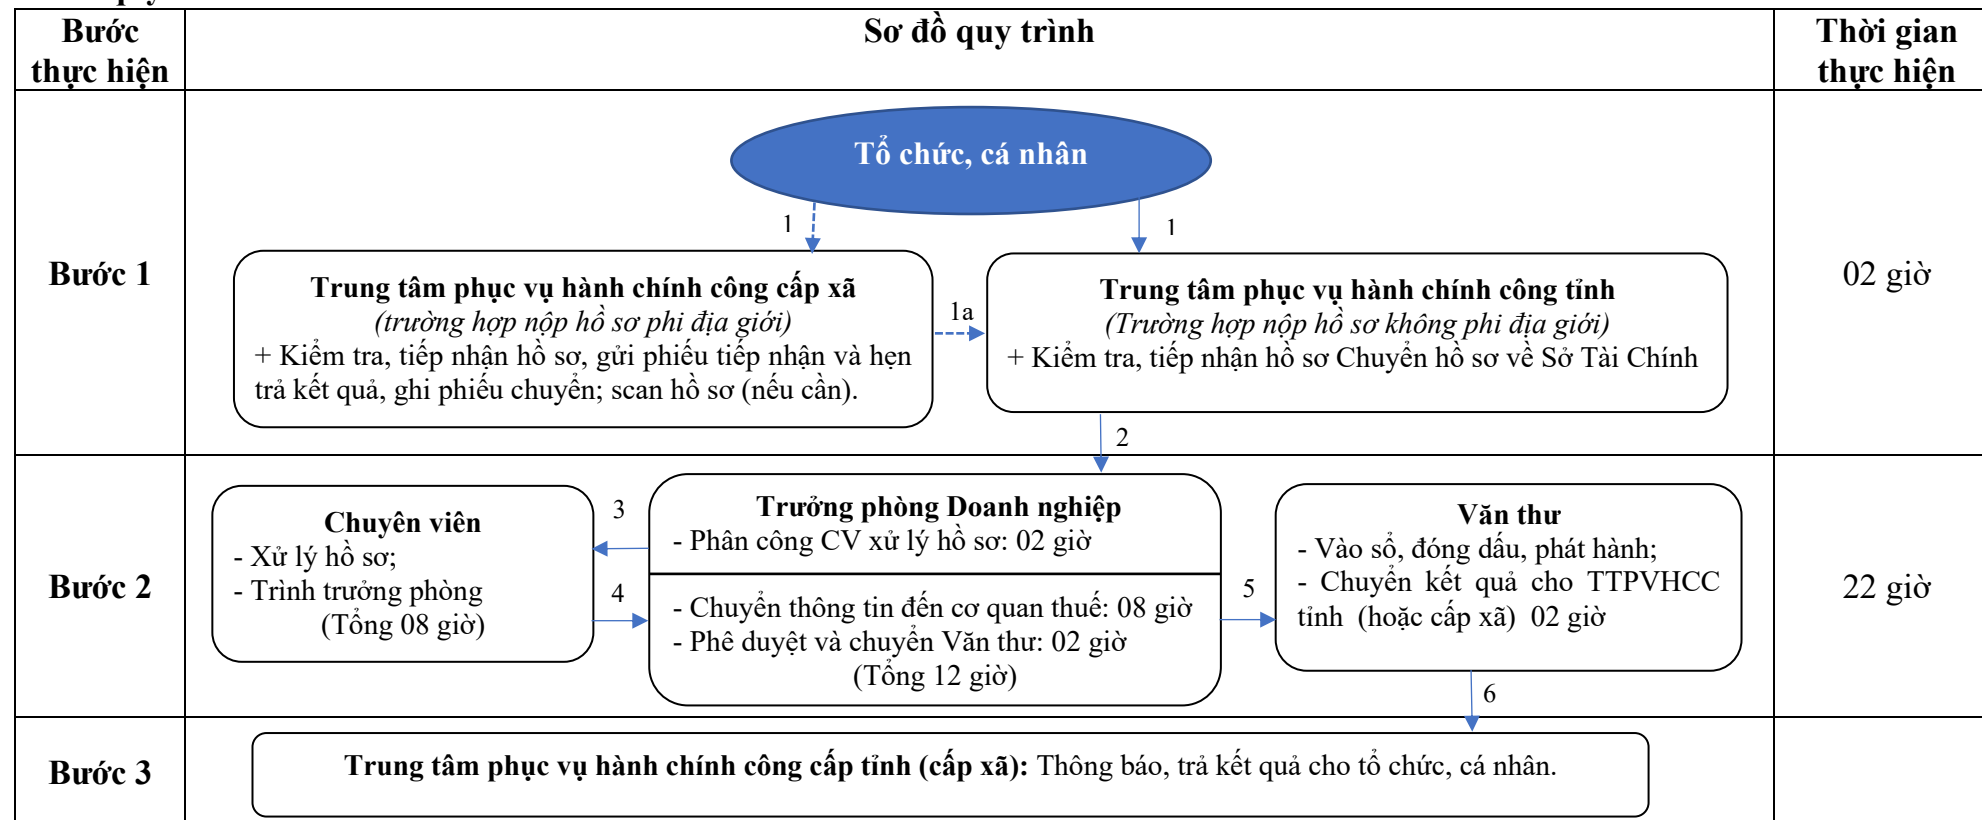 Bước
thực hiện
Sơ đồ quy trình
Thời gian
thực hiện
Bước 1
Tổ chức, cá nhân
1
1
Trung tâm phục vụ hành chính công cấp xã
(trường hợp nộp hồ sơ phi địa giới)
+ Kiểm tra, tiếp nhận hồ sơ, gửi phiếu tiếp nhận và hẹn
trả kết quả, ghi phiếu chuyển; scan hồ sơ (nếu cần).
1a
Trung tâm phục vụ hành chính công tỉnh
(Trường hợp nộp hồ sơ không phi địa giới)
+ Kiểm tra, tiếp nhận hồ sơ Chuyển hồ sơ về Sở Tài Chính
02 giờ
2
Bước 2
Chuyên viên
- Xử lý hồ sơ;
- Trình trưởng phòng
(Tổng 08 giờ)
3
4
Trưởng phòng Doanh nghiệp
- Phân công CV xử lý hồ sơ: 02 giờ
- Chuyển thông tin đến cơ quan thuế: 08 giờ
- Phê duyệt và chuyển Văn thư: 02 giờ
(Tổng 12 giờ)
5
Văn thư
- Vào sổ, đóng dấu, phát hành;
- Chuyển kết quả cho TTPVHCC
tỉnh (hoặc cấp xã) 02 giờ
22 giờ
6
Bước 3
Trung tâm phục vụ hành chính công cấp tỉnh (cấp xã): Thông báo, trả kết quả cho tổ chức, cá nhân.